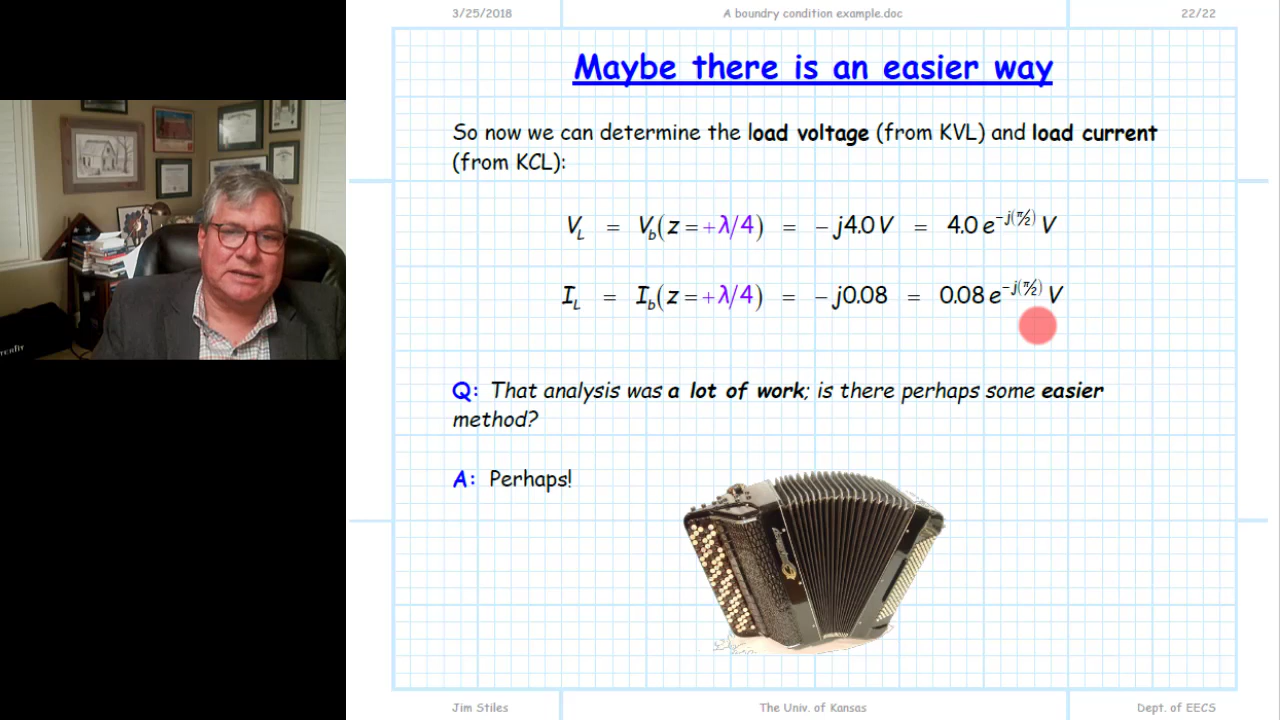 3/25/2018 A boundry condition example.doc 22/22
Maybe there is an easier way
So now we can determine the load voltage (from KVL) and load current
(from KCL):
V_L = V_b(z = +λ/4) = −j4.0 V = 4.0 e^{−j(π/2)} V
I_L = I_b(z = +λ/4) = −j0.08 = 0.08 e^{−j(π/2)} V
Q: That analysis was a lot of work; is there perhaps some easier
method?
A: Perhaps!
Jim Stiles The Univ. of Kansas Dept. of EECS